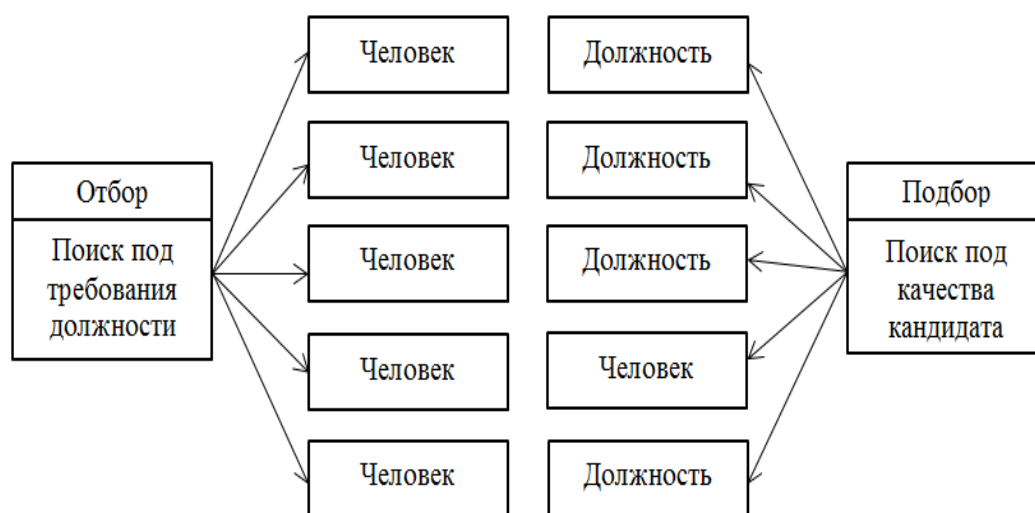 Человек
Должность
Человек
Должность
Отбор
Подбор
Поиск под
требования
должности
Человек
Должность
Поиск под
качества
кандидата
Человек
Человек
Человек
Должность